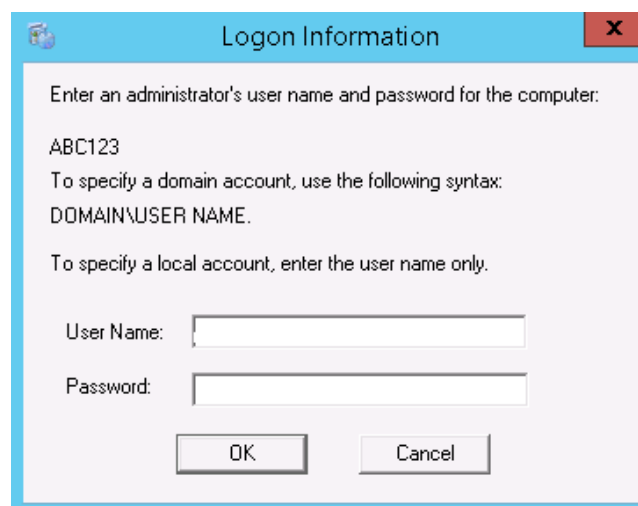 Logon Information
x
Enter an administrator's user name and password for the computer:
ABC123
To specify a domain account, use the following syntax:
DOMAIN\USER NAME.
To specify a local account, enter the user name only.
User Name:
Password:
OK Cancel